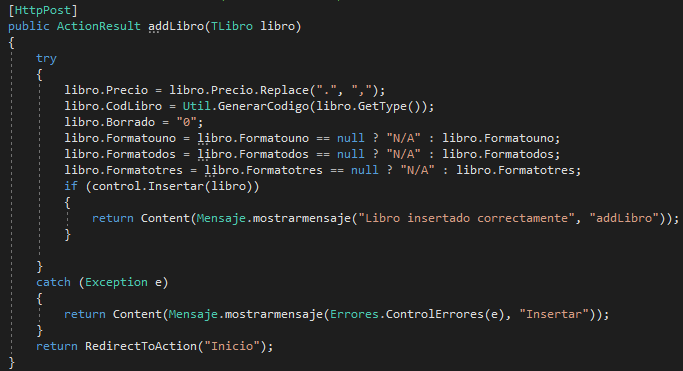 [HttpPost]
public ActionResult addLibro(TLibro libro)
{
    try
    {
        libro.Precio = libro.Precio.Replace(".", ",");
        libro.CodLibro = Util.GenerarCodigo(libro.GetType());
        libro.Borrado = "0";
        libro.Formatouno = libro.Formatouno == null ? "N/A" : libro.Formatouno;
        libro.Formatodos = libro.Formatodos == null ? "N/A" : libro.Formatodos;
        libro.Formatotres = libro.Formatotres == null ? "N/A" : libro.Formatotres;
        if (control.Insertar(libro))
        {
            return Content(Mensaje.mostrarmensaje("Libro insertado correctamente", "addLibro"));
        }
    }
    catch (Exception e)
    {
        return Content(Mensaje.mostrarmensaje(Errores.ControlErrores(e), "Insertar"));
    }
    return RedirectToAction("Inicio");
}